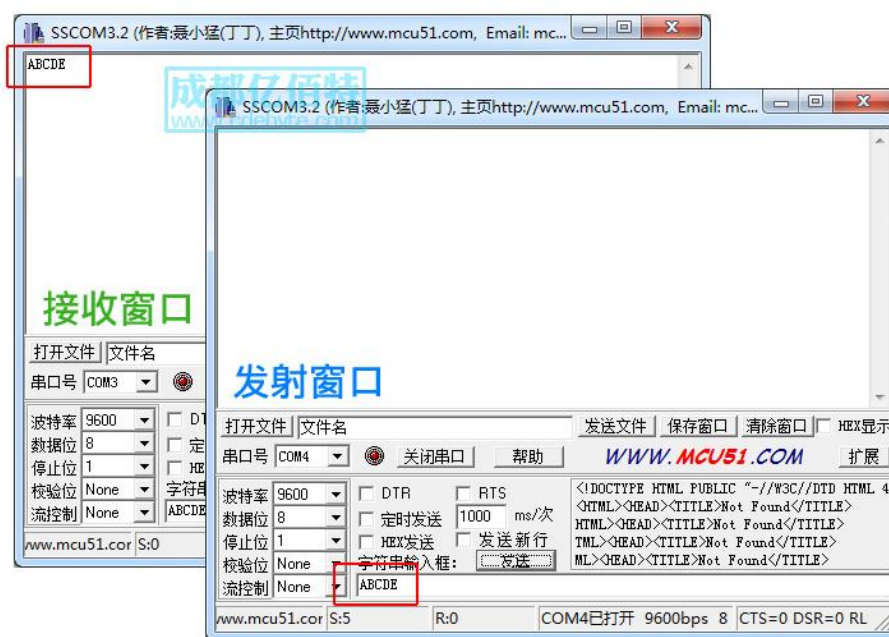 SSCOM3.2 (作者:聂小猛(丁丁), 主页http://www.mcu51.com, Email: mc...
ABCDE
成都亿佰特
www.cdebyte.com
接收窗口
打开文件 文件名
串口号 COM3
波特率 9600
数据位 8 定
停止位 1 HE
校验位 None 字符串
流控制 None ABCDE
www.mcu51.cor S:0
SSCOM3.2 (作者:聂小猛(丁丁), 主页http://www.mcu51.com, Email: mc...
发射窗口
打开文件 文件名 发送文件 保存窗口 清除窗口 HEX显示
串口号 COM4 关闭串口 帮助 WWW.MCU51.COM 扩展
波特率 9600 DTR RTS
数据位 8 定时发送 1000 ms/次
停止位 1 HEX发送 发送新行
校验位 None 字符串输入框: 发送
流控制 None ABCDE
<!DOCTYPE HTML PUBLIC "-//W3C//DTD HTML 4
<HTML><HEAD><TITLE>Not Found</TITLE>
HTML><HEAD><TITLE>Not Found</TITLE>
TML><HEAD><TITLE>Not Found</TITLE>
ML><HEAD><TITLE>Not Found</TITLE>
www.mcu51.cor S:5 R:0 COM4已打开 9600bps 8 CTS=0 DSR=0 RL